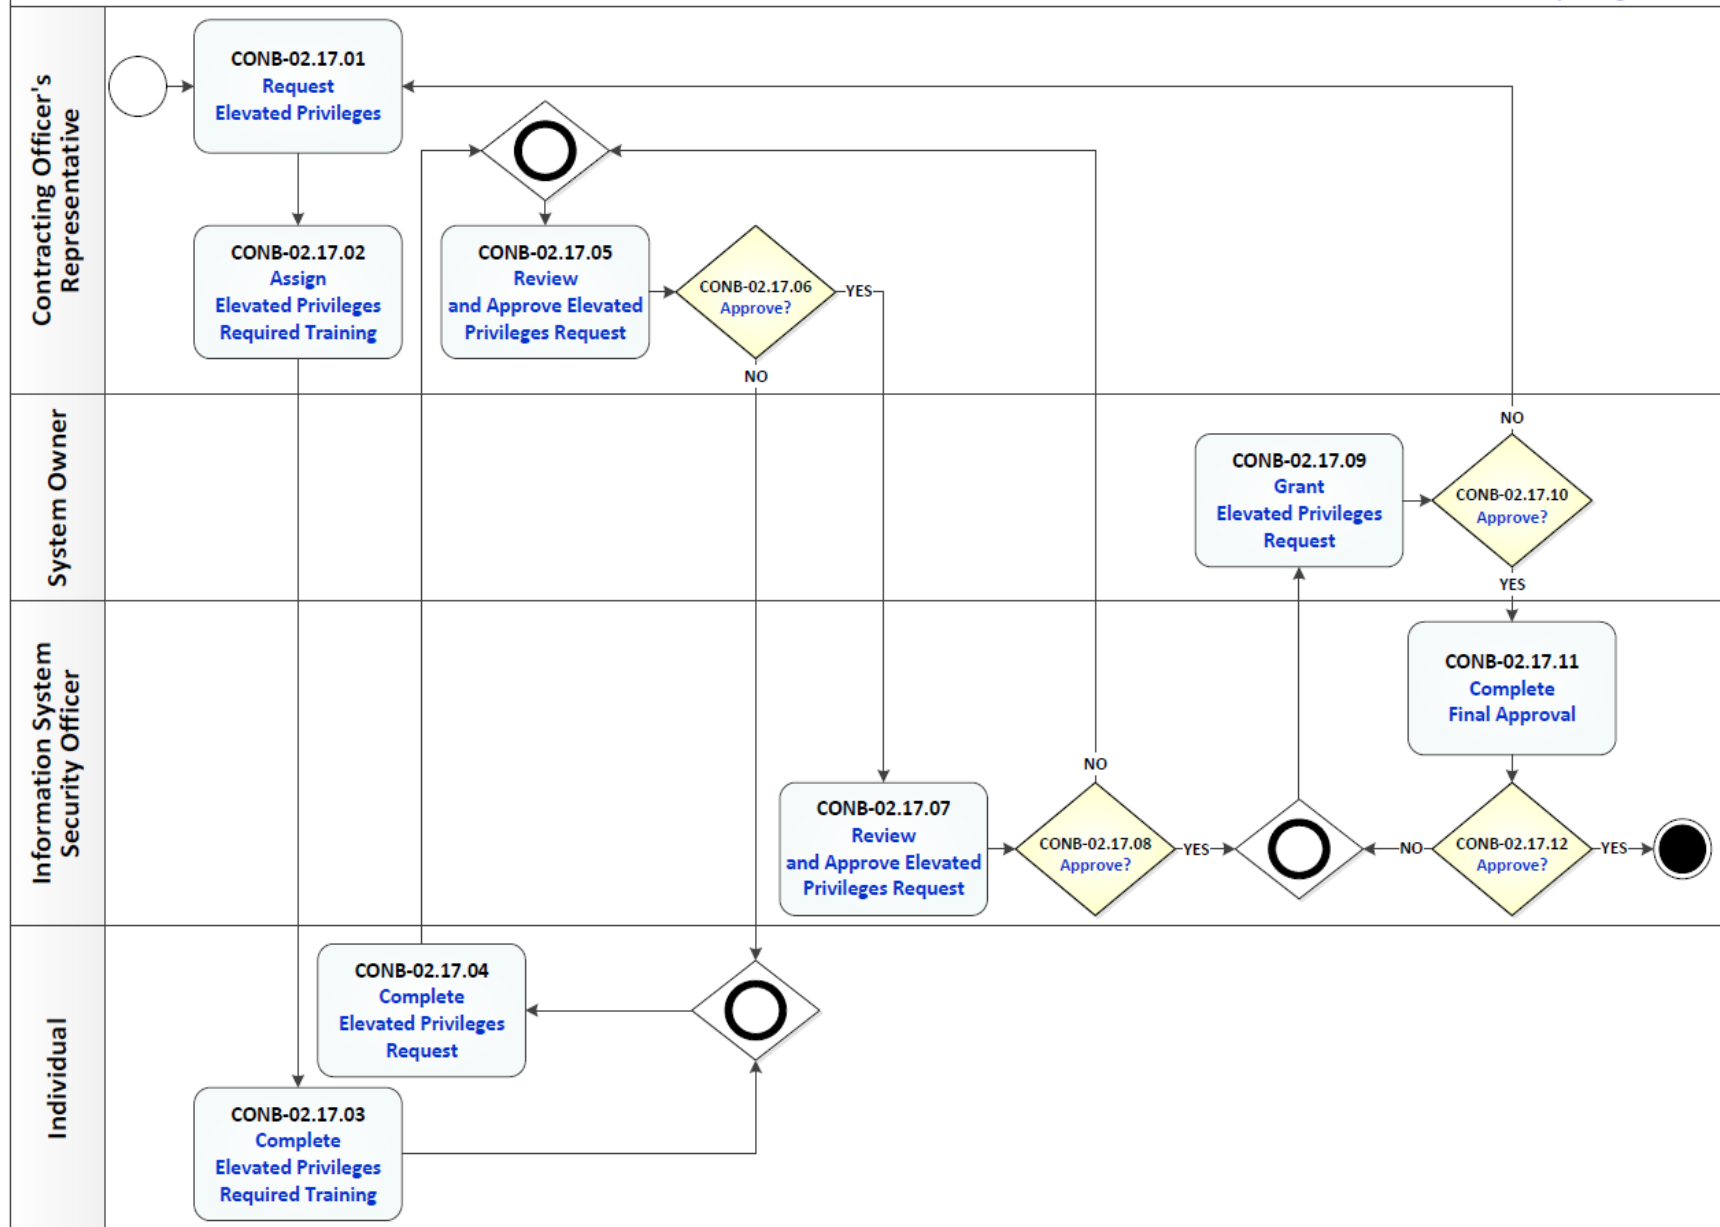 Contracting Officer's
Representative
CONB-02.17.01
Request
Elevated Privileges
CONB-02.17.02
Assign
Elevated Privileges
Required Training
CONB-02.17.05
Review
and Approve Elevated
Privileges Request
CONB-02.17.06
Approve?
YES
NO
System Owner
CONB-02.17.09
Grant
Elevated Privileges
Request
NO
CONB-02.17.10
Approve?
YES
Information System
Security Officer
CONB-02.17.07
Review
and Approve Elevated
Privileges Request
NO
CONB-02.17.08
Approve?
YES
CONB-02.17.11
Complete
Final Approval
NO
CONB-02.17.12
Approve?
YES
Individual
CONB-02.17.04
Complete
Elevated Privileges
Request
CONB-02.17.03
Complete
Elevated Privileges
Required Training